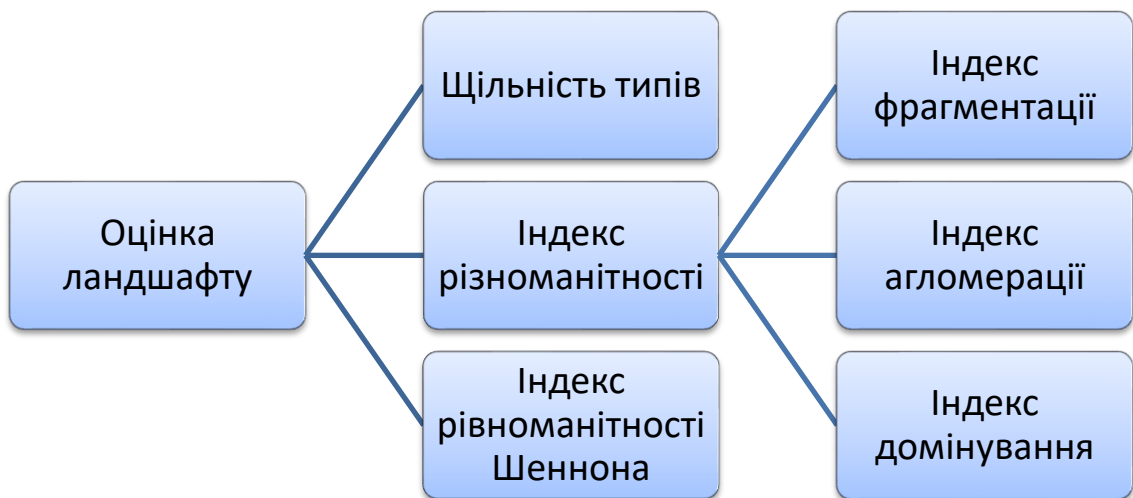 Оцінка
ландшафту
Щільність типів
Індекс
різноманітності
Індекс
рівноманітності
Шеннона
Індекс
фрагментації
Індекс
агломерації
Індекс
домінування